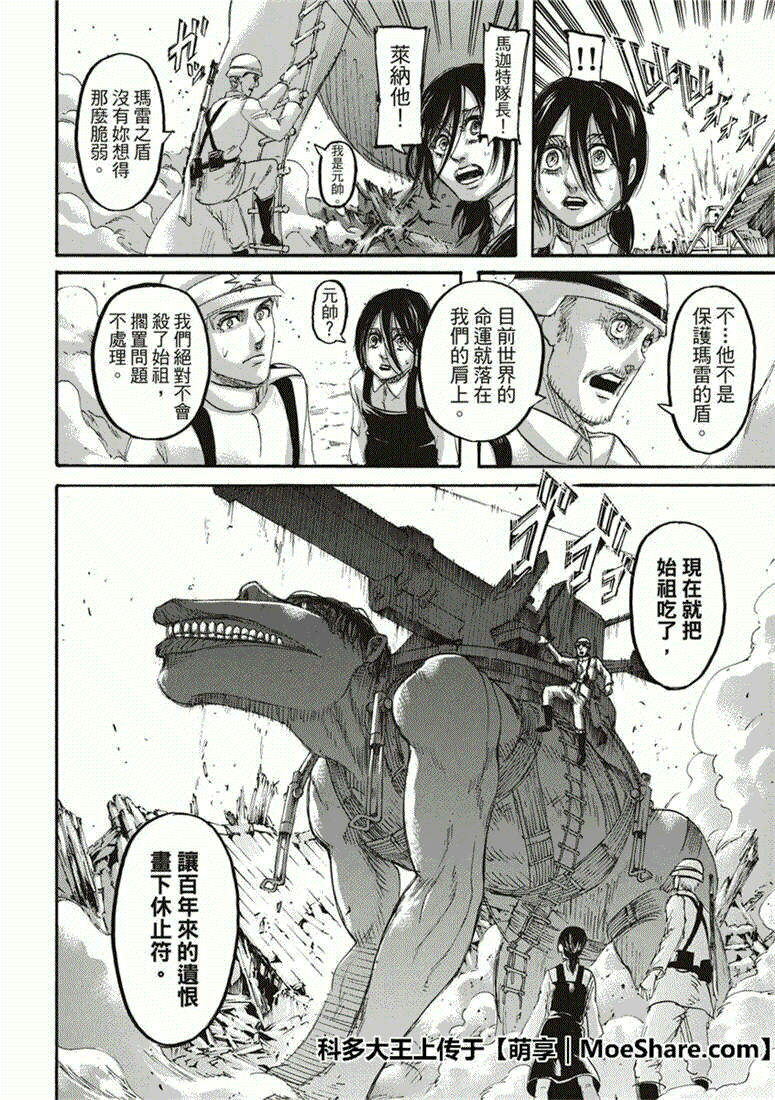 !!
馬迦特隊長！
萊納他！
我是元帥。
瑪雷之盾
沒有妳想得
那麼脆弱。
ガッ
不…他不是
保護瑪雷的盾。
目前世界的
命運就落在
我們的肩上。
元帥？
我們絕對不會
殺了始祖，
擱置問題
不處理。
現在就把
始祖吃了，
讓百年來的遺恨
畫下休止符。
科多大王上传于【萌享｜MoeShare.com】